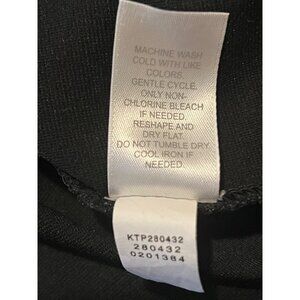 MACHINE WASH
COLD WITH LIKE
COLORS.
GENTLE CYCLE.
ONLY NON-
CHLORINE BLEACH
IF NEEDED.
RESHAPE AND
DRY FLAT.
DO NOT TUMBLE DRY.
COOL IRON IF
NEEDED.
KTP280432
280432
0201364